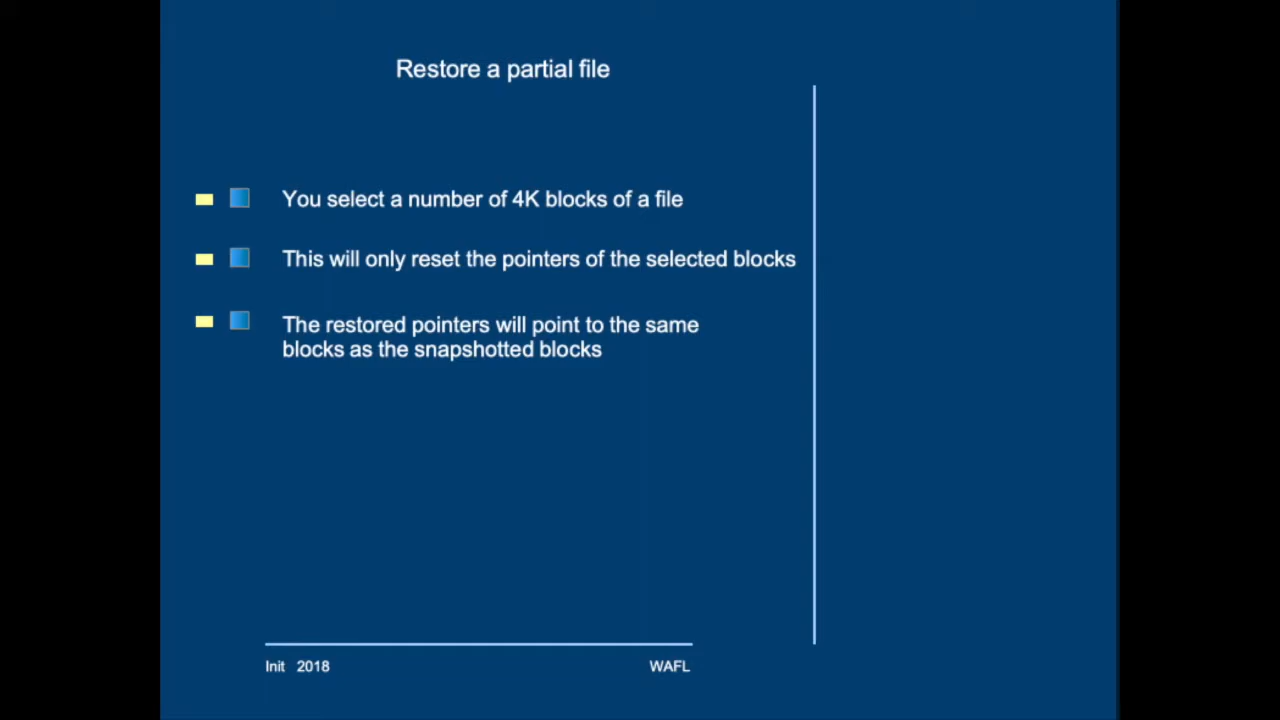 Restore a partial file
You select a number of 4K blocks of a file
This will only reset the pointers of the selected blocks
The restored pointers will point to the same
blocks as the snapshotted blocks
Init 2018
WAFL